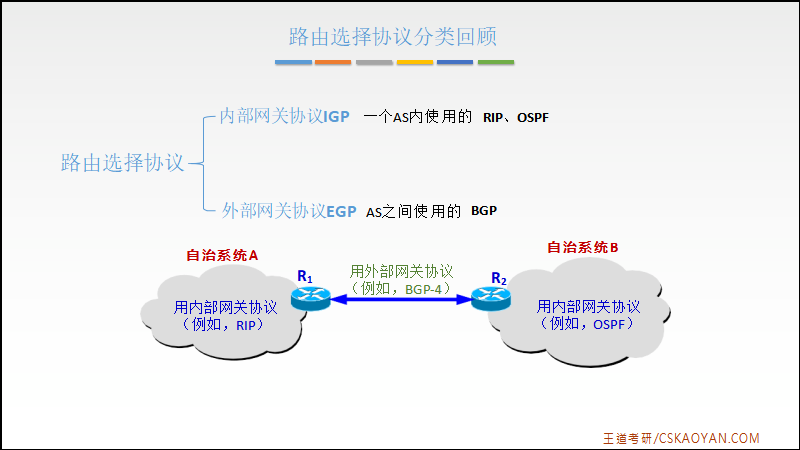 路由选择协议分类回顾
内部网关协议IGP 一个AS内使用的 RIP、OSPF
路由选择协议
外部网关协议EGP AS之间使用的 BGP
自治系统A
自治系统B
R1
用外部网关协议
（例如，BGP-4）
R2
用内部网关协议
（例如，RIP）
用内部网关协议
（例如，OSPF）
王道考研/CSKAOYAN.COM